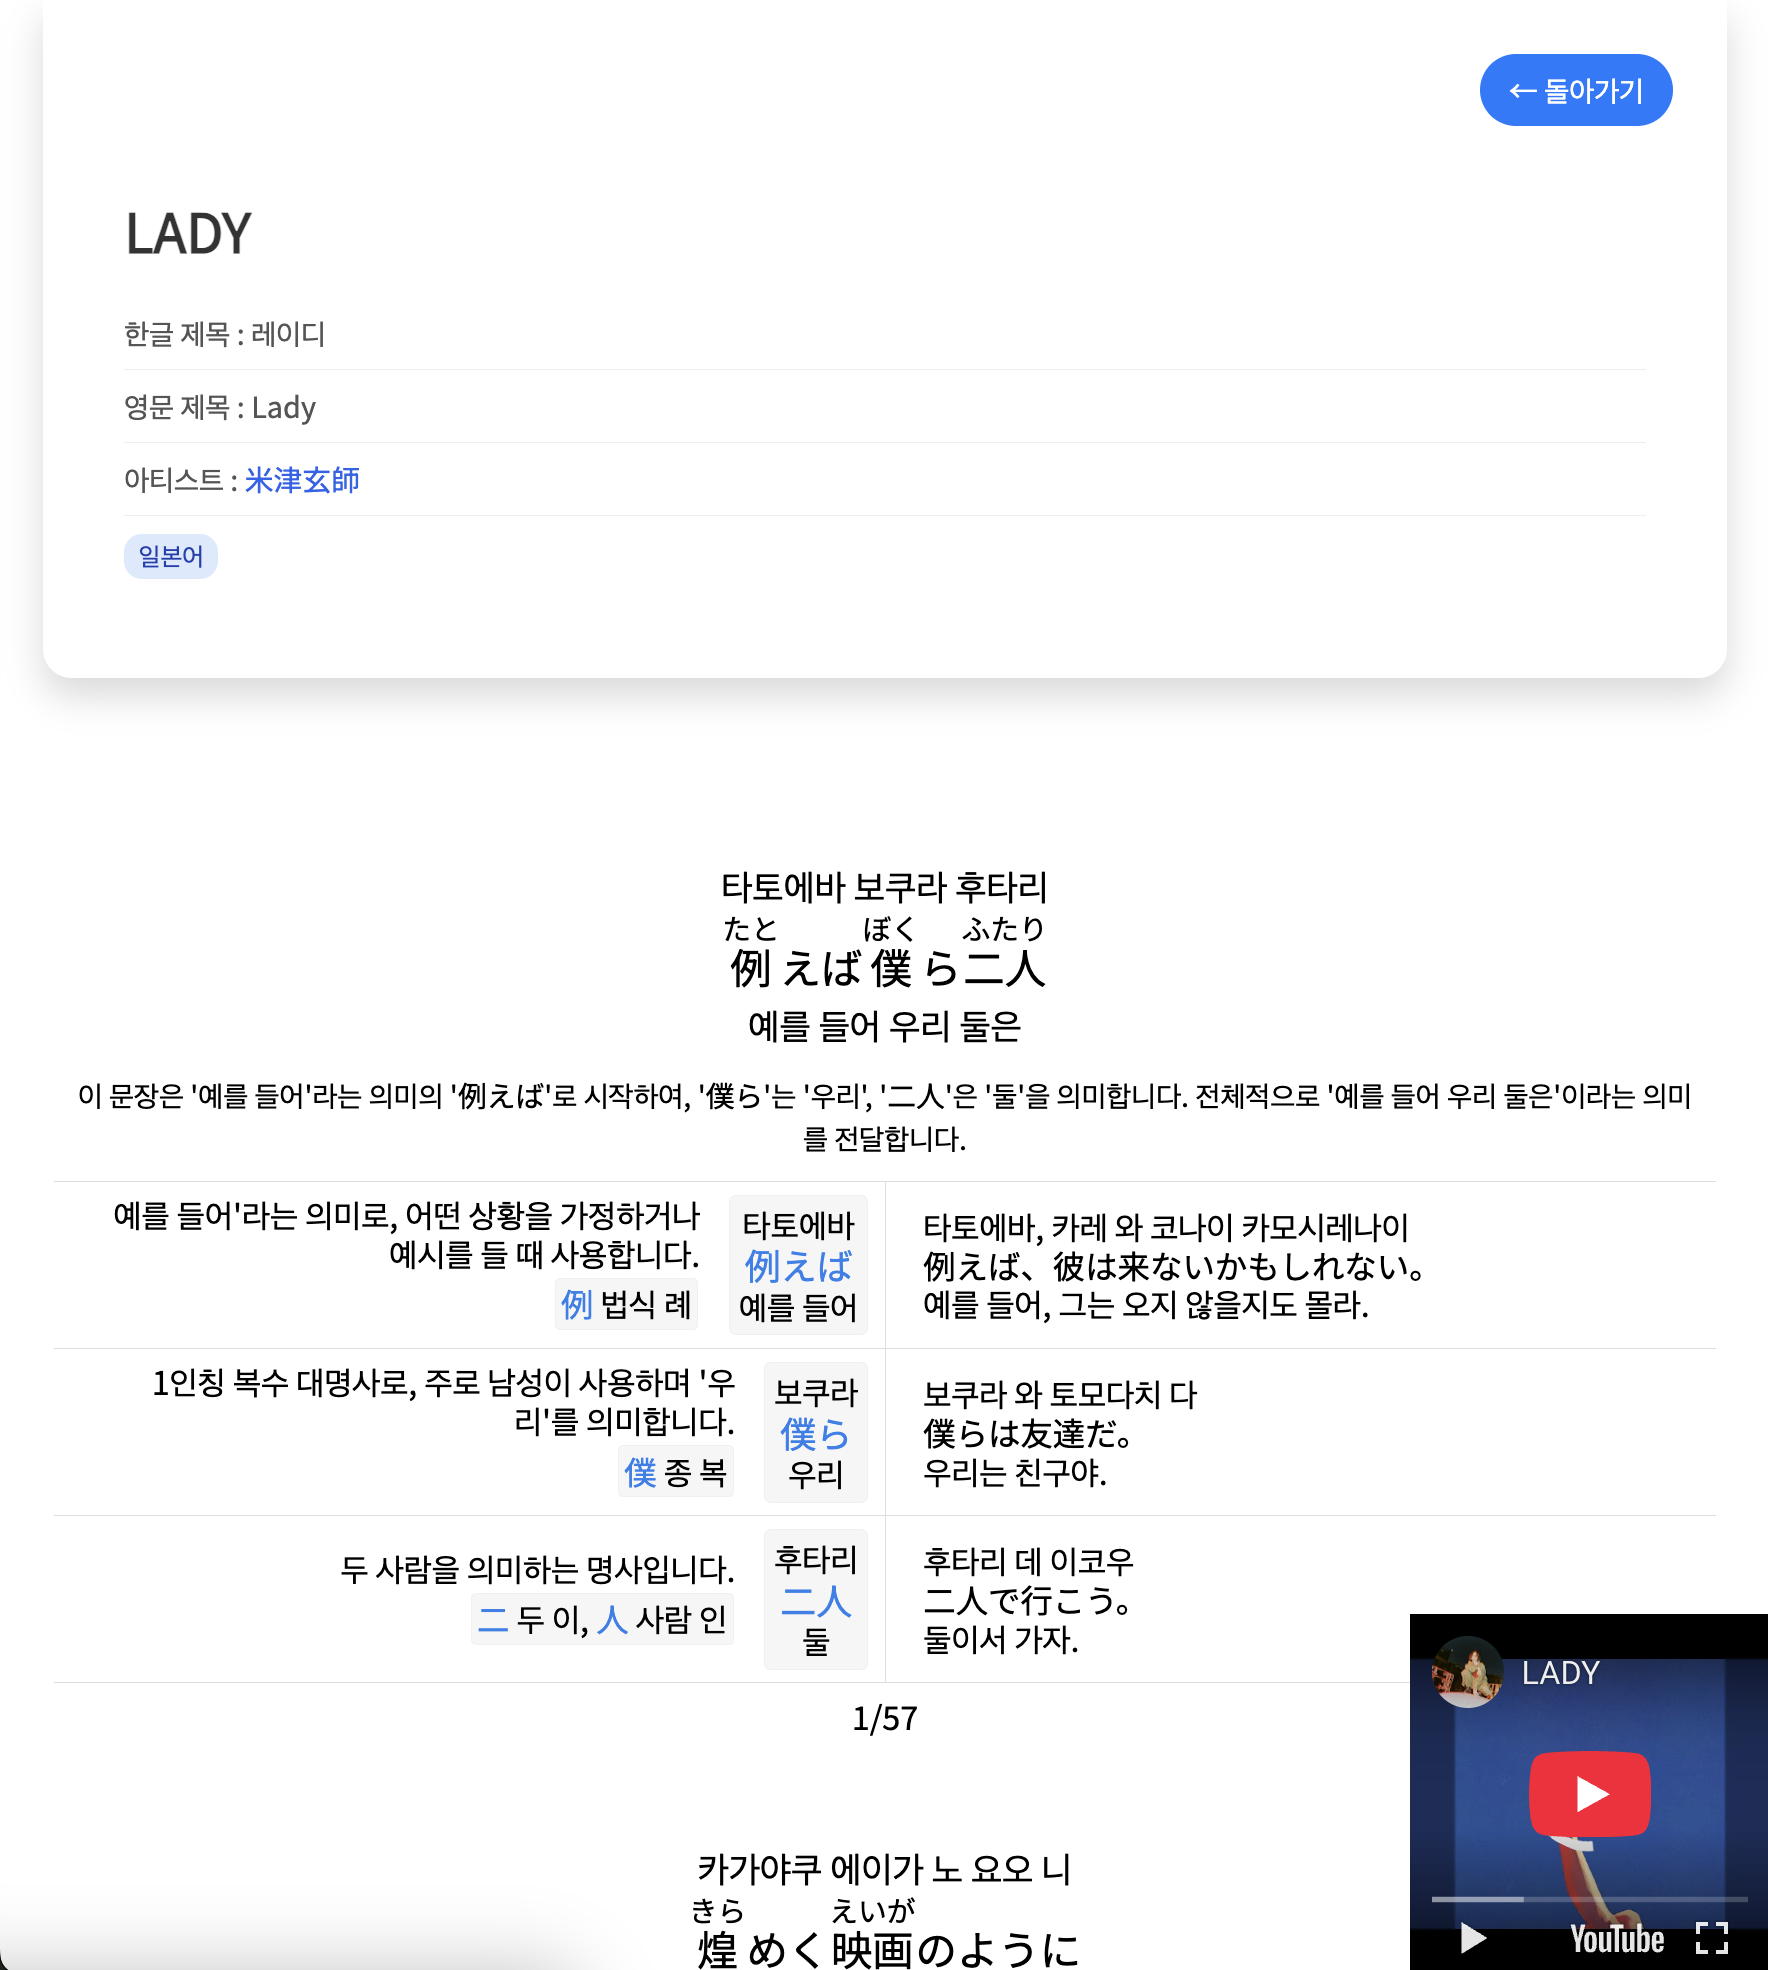 ← 돌아가기
LADY
한글 제목 : 레이디
영문 제목 : Lady
아티스트 : 米津玄師
일본어
타토에바 보쿠라 후타리
たと ぼく ふたり
例えば僕ら二人
예를 들어 우리 둘은
이 문장은 '예를 들어'라는 의미의 '例えば'로 시작하여, '僕ら'는 '우리', '二人'은 '둘'을 의미합니다. 전체적으로 '예를 들어 우리 둘은'이라는 의미
를 전달합니다.
예를 들어'라는 의미로, 어떤 상황을 가정하거나
예시를 들 때 사용합니다.
例 법식 례
타토에바
例えば
예를 들어
타토에바, 카레 와 코나이 카모시레나이
例えば、彼は来ないかもしれない。
예를 들어, 그는 오지 않을지도 몰라.
1인칭 복수 대명사로, 주로 남성이 사용하며 '우
리'를 의미합니다.
僕 종 복
보쿠라
僕ら
우리
보쿠라 와 토모다치 다
僕らは友達だ。
우리는 친구야.
두 사람을 의미하는 명사입니다.
二 두 이, 人 사람 인
후타리
二人
둘
후타리 데 이코우
二人で行こう。
둘이서 가자.
1/57
LADY
YouTube
카가야쿠 에이가 노 요오 니
きら えいが
煌めく映画のように